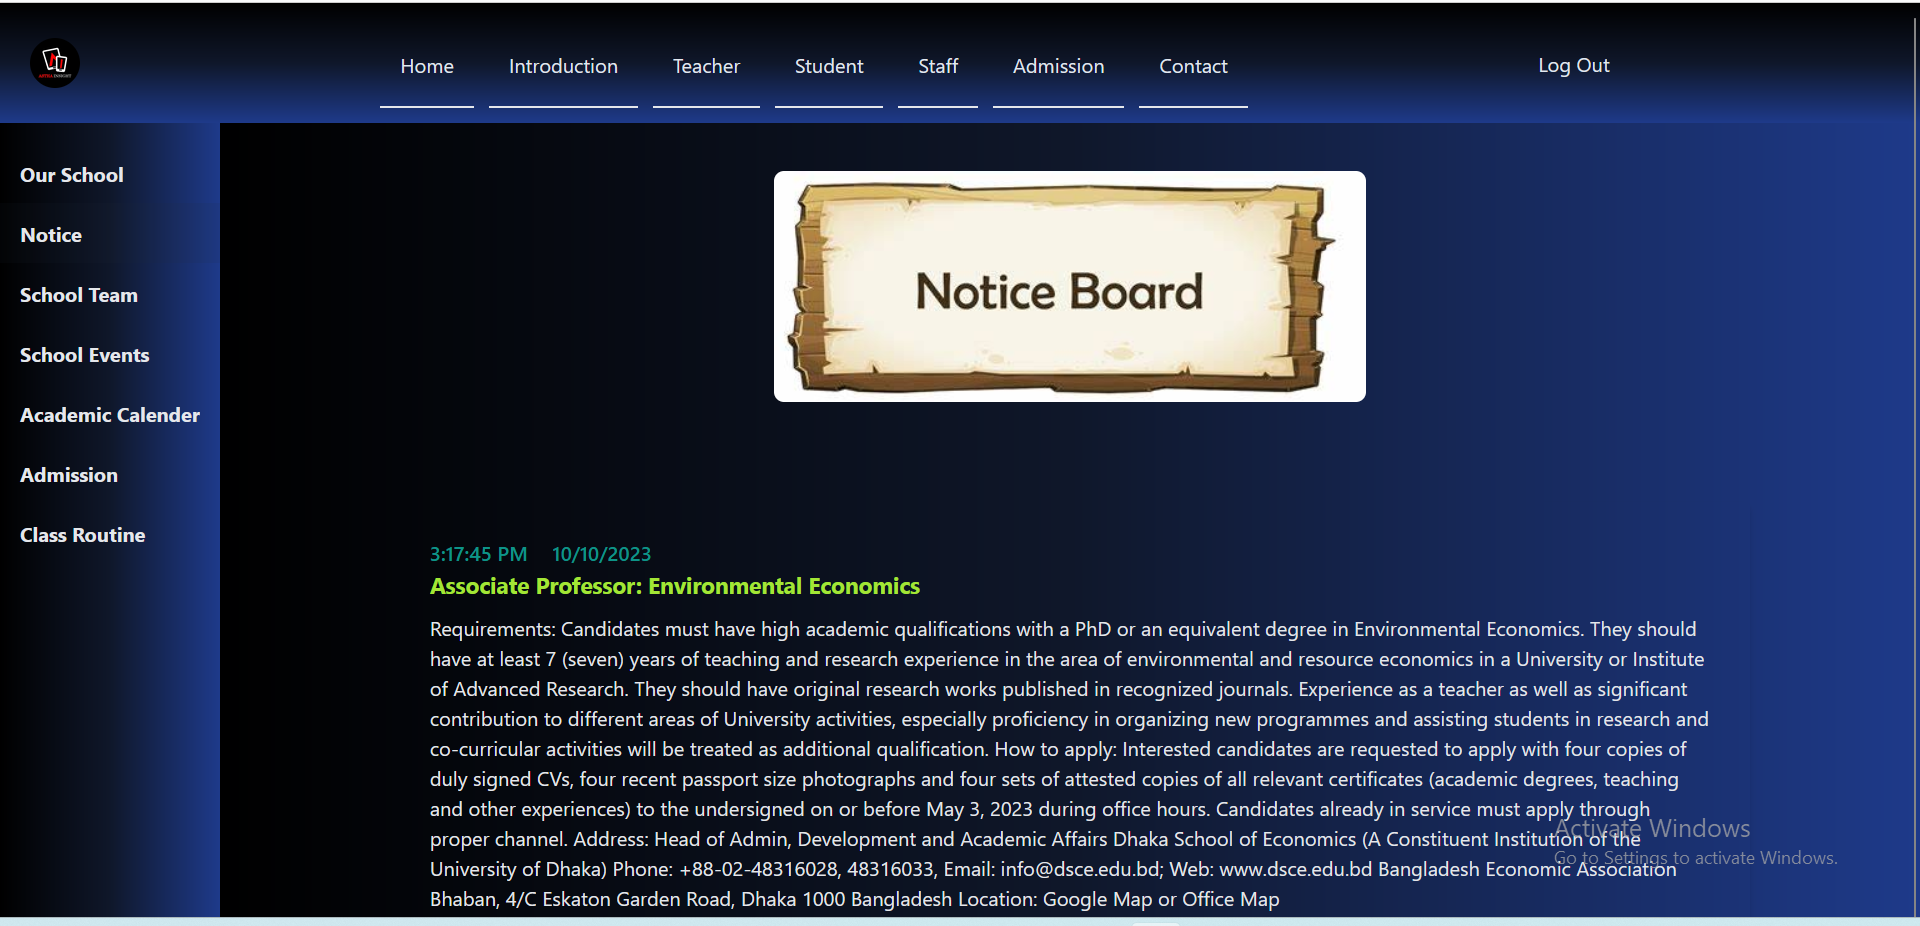 Home Introduction Teacher Student Staff Admission Contact Log Out
Our School
Notice
School Team
School Events
Academic Calender
Admission
Class Routine
Notice Board
3:17:45 PM 10/10/2023
Associate Professor: Environmental Economics
Requirements: Candidates must have high academic qualifications with a PhD or an equivalent degree in Environmental Economics. They should
have at least 7 (seven) years of teaching and research experience in the area of environmental and resource economics in a University or Institute
of Advanced Research. They should have original research works published in recognized journals. Experience as a teacher as well as significant
contribution to different areas of University activities, especially proficiency in organizing new programmes and assisting students in research and
co-curricular activities will be treated as additional qualification. How to apply: Interested candidates are requested to apply with four copies of
duly signed CVs, four recent passport size photographs and four sets of attested copies of all relevant certificates (academic degrees, teaching
and other experiences) to the undersigned on or before May 3, 2023 during office hours. Candidates already in service must apply through
proper channel. Address: Head of Admin, Development and Academic Affairs Dhaka School of Economics (A Constituent Institution of the
University of Dhaka) Phone: +88-02-48316028, 48316033, Email: info@dsce.edu.bd; Web: www.dsce.edu.bd Bangladesh Economic Association
Bhaban, 4/C Eskaton Garden Road, Dhaka 1000 Bangladesh Location: Google Map or Office Map
Activate Windows
Go to Settings to activate Windows.